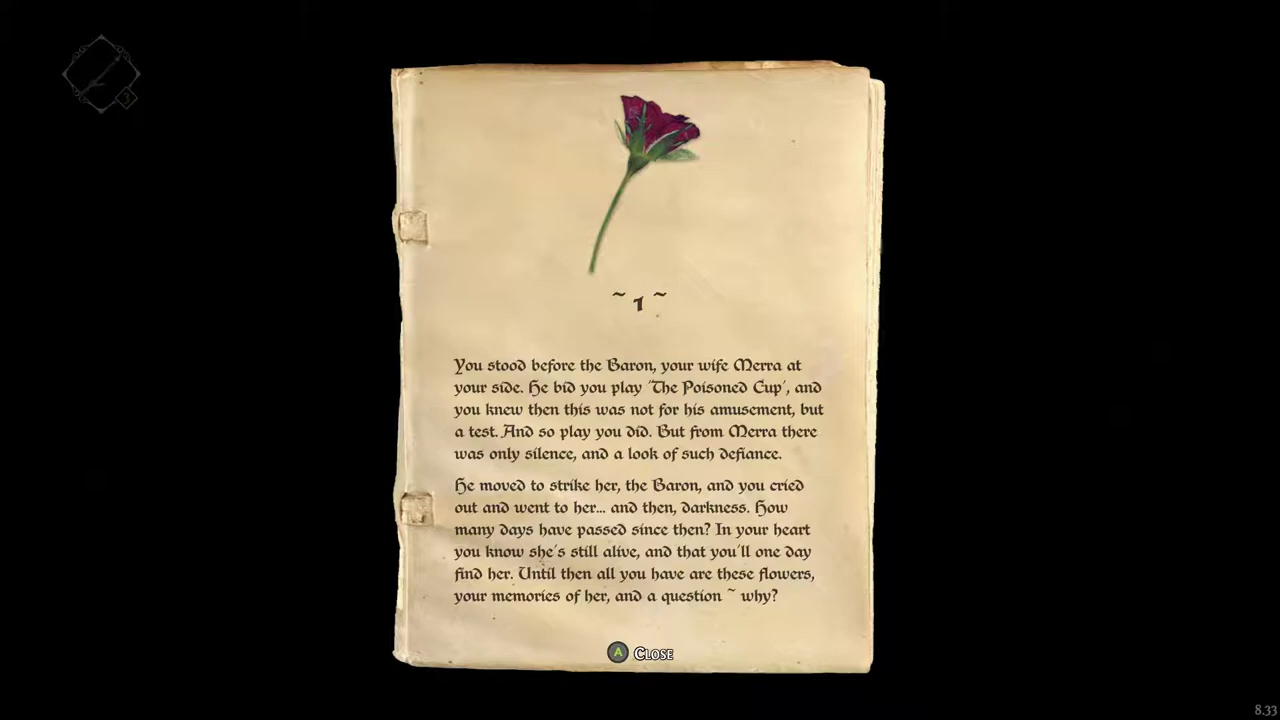 3
~ 1 ~
You stood before the Baron, your wife Merra at
your side. He bid you play 'The Poisoned Cup', and
you knew then this was not for his amusement, but
a test. And so play you did. But from Merra there
was only silence, and a look of such defiance.
He moved to strike her, the Baron, and you cried
out and went to her... and then, darkness. How
many days have passed since then? In your heart
you know she's still alive, and that you'll one day
find her. Until then all you have are these flowers,
your memories of her, and a question ~ why?
A Close
8.33